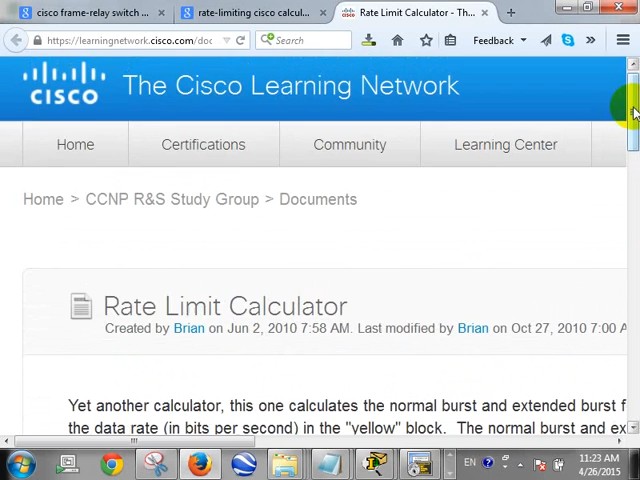 cisco frame-relay switch ...
rate-limiting cisco calcul...
Rate Limit Calculator - Th...
https://learningnetwork.cisco.com/doc
Search
Feedback
CISCO
The Cisco Learning Network
Home
Certifications
Community
Learning Center
Home > CCNP R&S Study Group > Documents
Rate Limit Calculator
Created by Brian on Jun 2, 2010 7:58 AM. Last modified by Brian on Oct 27, 2010 7:00 A
Yet another calculator, this one calculates the normal burst and extended burst f
the data rate (in bits per second) in the "yellow" block. The normal burst and ex
EN
11:23 AM
4/26/2015